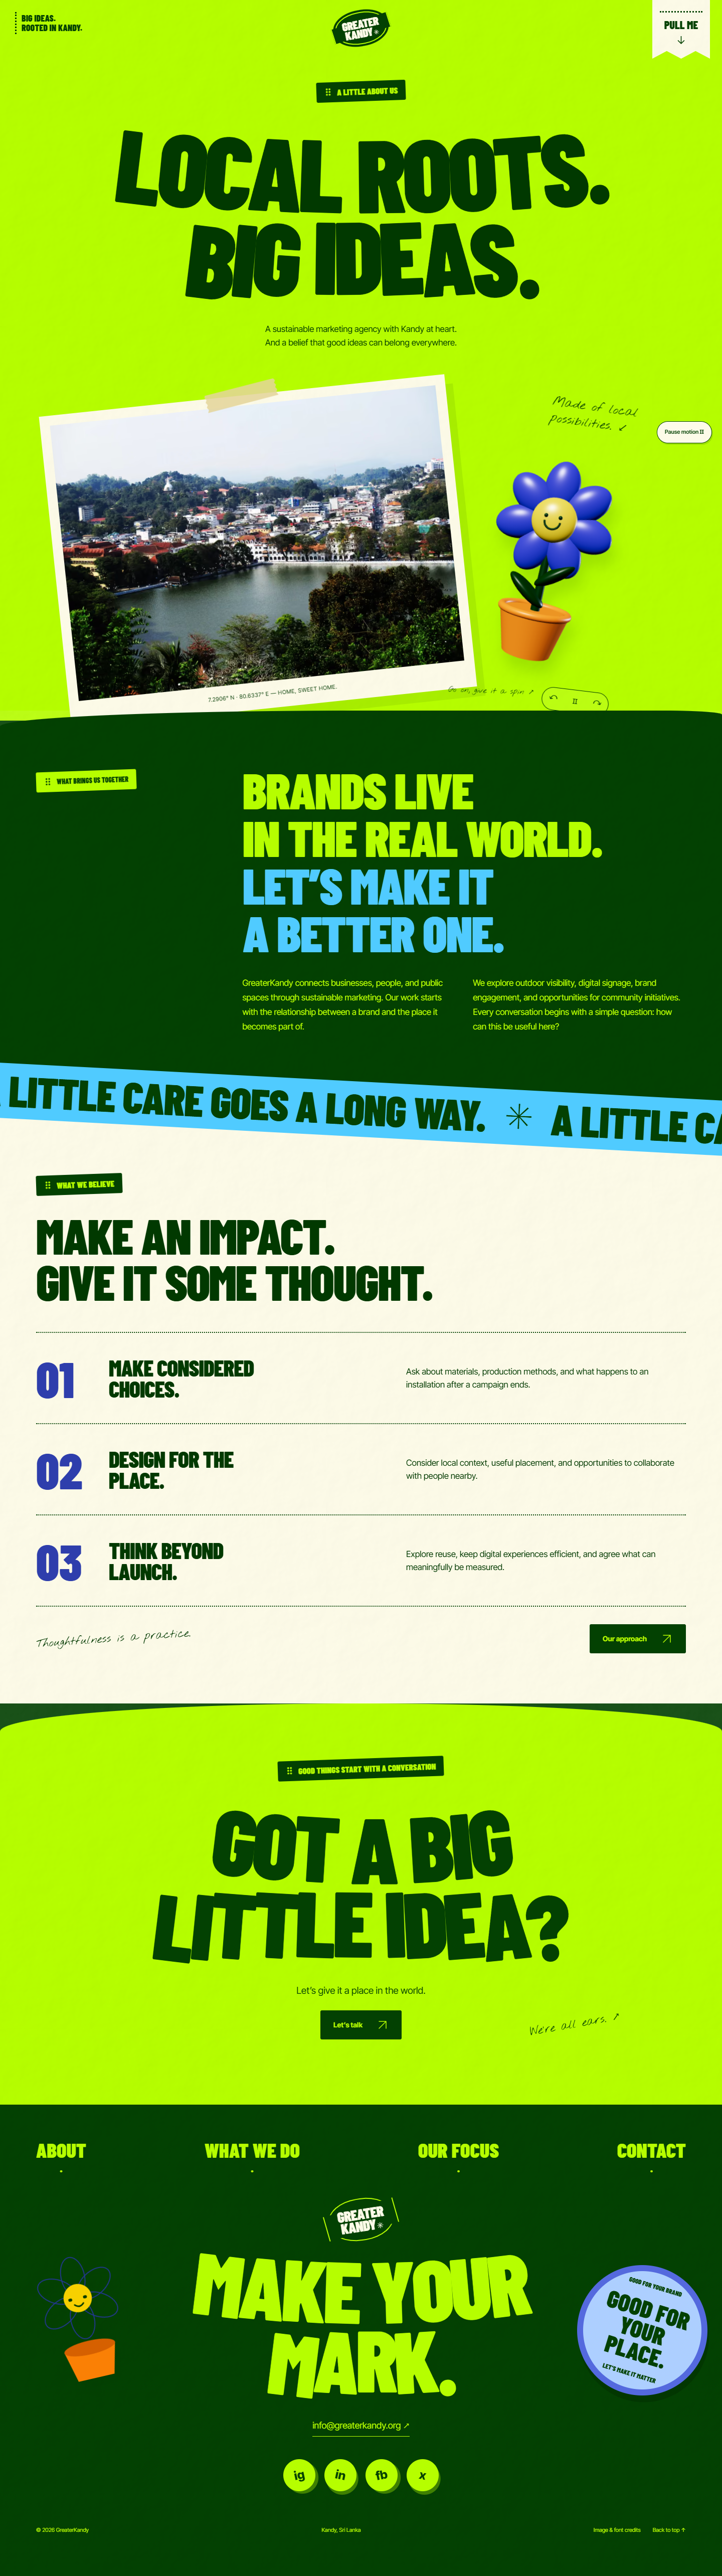 BIG IDEAS.
ROOTED IN KANDY.
GREATER
KANDY
PULL ME
↓
A LITTLE ABOUT US
LOCAL ROOTS.
BIG IDEAS.
A sustainable marketing agency with Kandy at heart.
And a belief that good ideas can belong everywhere.
Made of local
possibilities. ↙
Pause motion
7.2906° N · 80.6337° E — HOME, SWEET HOME.
Go on, give it a spin ↗
WHAT BRINGS US TOGETHER
BRANDS LIVE
IN THE REAL WORLD.
LET’S MAKE IT
A BETTER ONE.
GreaterKandy connects businesses, people, and public
spaces through sustainable marketing. Our work starts
with the relationship between a brand and the place it
becomes part of.
We explore outdoor visibility, digital signage, brand
engagement, and opportunities for community initiatives.
Every conversation begins with a simple question: how
can this be useful here?
LITTLE CARE GOES A LONG WAY. ✳ A LITTLE CA
WHAT WE BELIEVE
MAKE AN IMPACT.
GIVE IT SOME THOUGHT.
01
MAKE CONSIDERED
CHOICES.
Ask about materials, production methods, and what happens to an
installation after a campaign ends.
02
DESIGN FOR THE
PLACE.
Consider local context, useful placement, and opportunities to collaborate
with people nearby.
03
THINK BEYOND
LAUNCH.
Explore reuse, keep digital experiences efficient, and agree what can
meaningfully be measured.
Thoughtfulness is a practice.
Our approach
GOOD THINGS START WITH A CONVERSATION
GOT A BIG
LITTLE IDEA?
Let’s give it a place in the world.
Let’s talk
We're all ears. ↗
ABOUT
WHAT WE DO
OUR FOCUS
CONTACT
GREATER
KANDY
MAKE YOUR
MARK.
GOOD FOR YOUR BRAND
GOOD FOR
YOUR
PLACE.
LET'S MAKE IT MATTER
info@greaterkandy.org ↗
ig
in
fb
x
© 2026 GreaterKandy
Kandy, Sri Lanka
Image & font credits
Back to top ↑